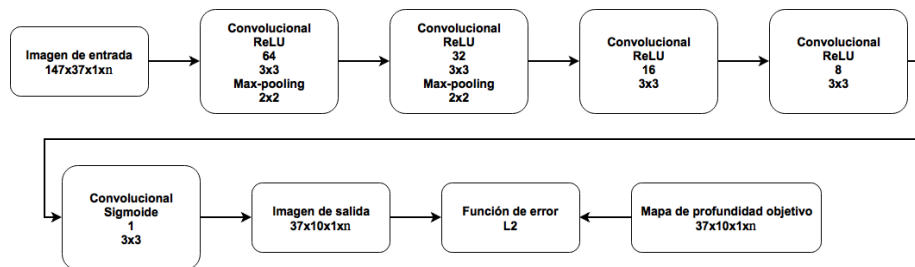 Imagen de entrada
147x37x1xn
Convolucional
ReLU
64
3x3
Max-pooling
2x2
Convolucional
ReLU
32
3x3
Max-pooling
2x2
Convolucional
ReLU
16
3x3
Convolucional
ReLU
8
3x3
Convolucional
Sigmoide
1
3x3
Imagen de salida
37x10x1xn
Función de error
L2
Mapa de profundidad objetivo
37x10x1xn